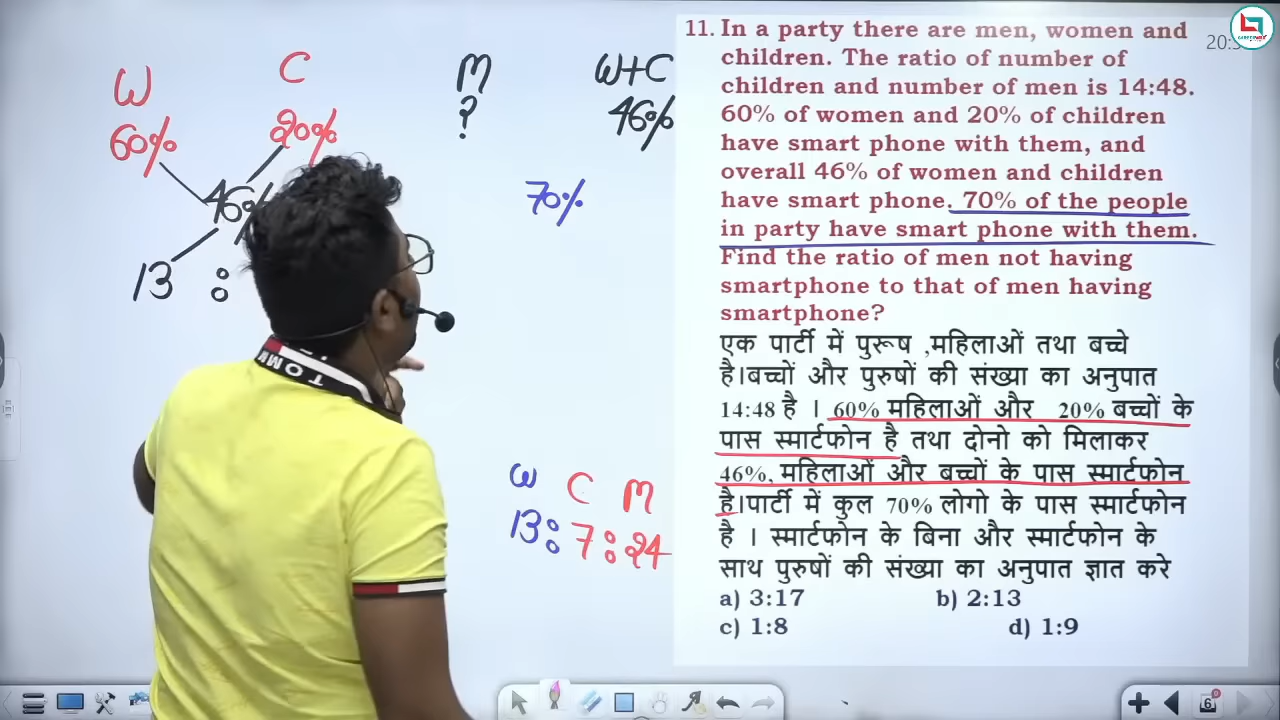 W
C
M
W+C
60%
20%
?
46%
46%
70%
13 :
W C M
13 : 7 : 24
TOMM
11. In a party there are men, women and
children. The ratio of number of
children and number of men is 14:48.
60% of women and 20% of children
have smart phone with them, and
overall 46% of women and children
have smart phone. 70% of the people
in party have smart phone with them.
Find the ratio of men not having
smartphone to that of men having
smartphone?
एक पार्टी में पुरूष ,महिलाओं तथा बच्चे
है।बच्चों और पुरुषों की संख्या का अनुपात
14:48 है । 60% महिलाओं और 20% बच्चों के
पास स्मार्टफोन है तथा दोनो को मिलाकर
46%, महिलाओं और बच्चों के पास स्मार्टफोन
है।पार्टी में कुल 70% लोगो के पास स्मार्टफोन
है । स्मार्टफोन के बिना और स्मार्टफोन के
साथ पुरुषों की संख्या का अनुपात ज्ञात करे
a) 3:17 b) 2:13
c) 1:8 d) 1:9